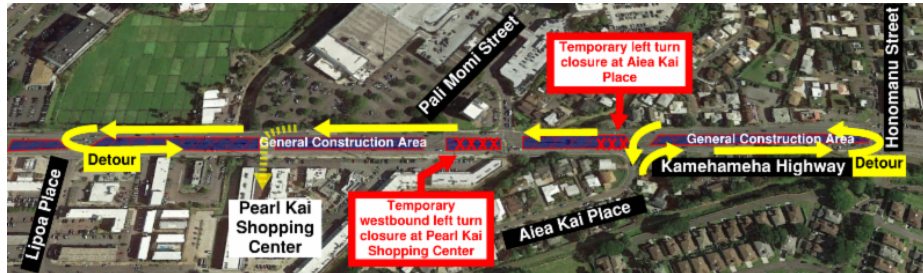 Pali Momi Street
Temporary left turn
closure at Aiea Kai
Place
Honomanu Street
General Construction Area
XXXX
XXX
General Construction Area
Detour
Kamehameha Highway
Detour
Lipoa Place
Pearl Kai
Shopping
Center
Temporary
westbound left turn
closure at Pearl Kai
Shopping Center
Aiea Kai Place